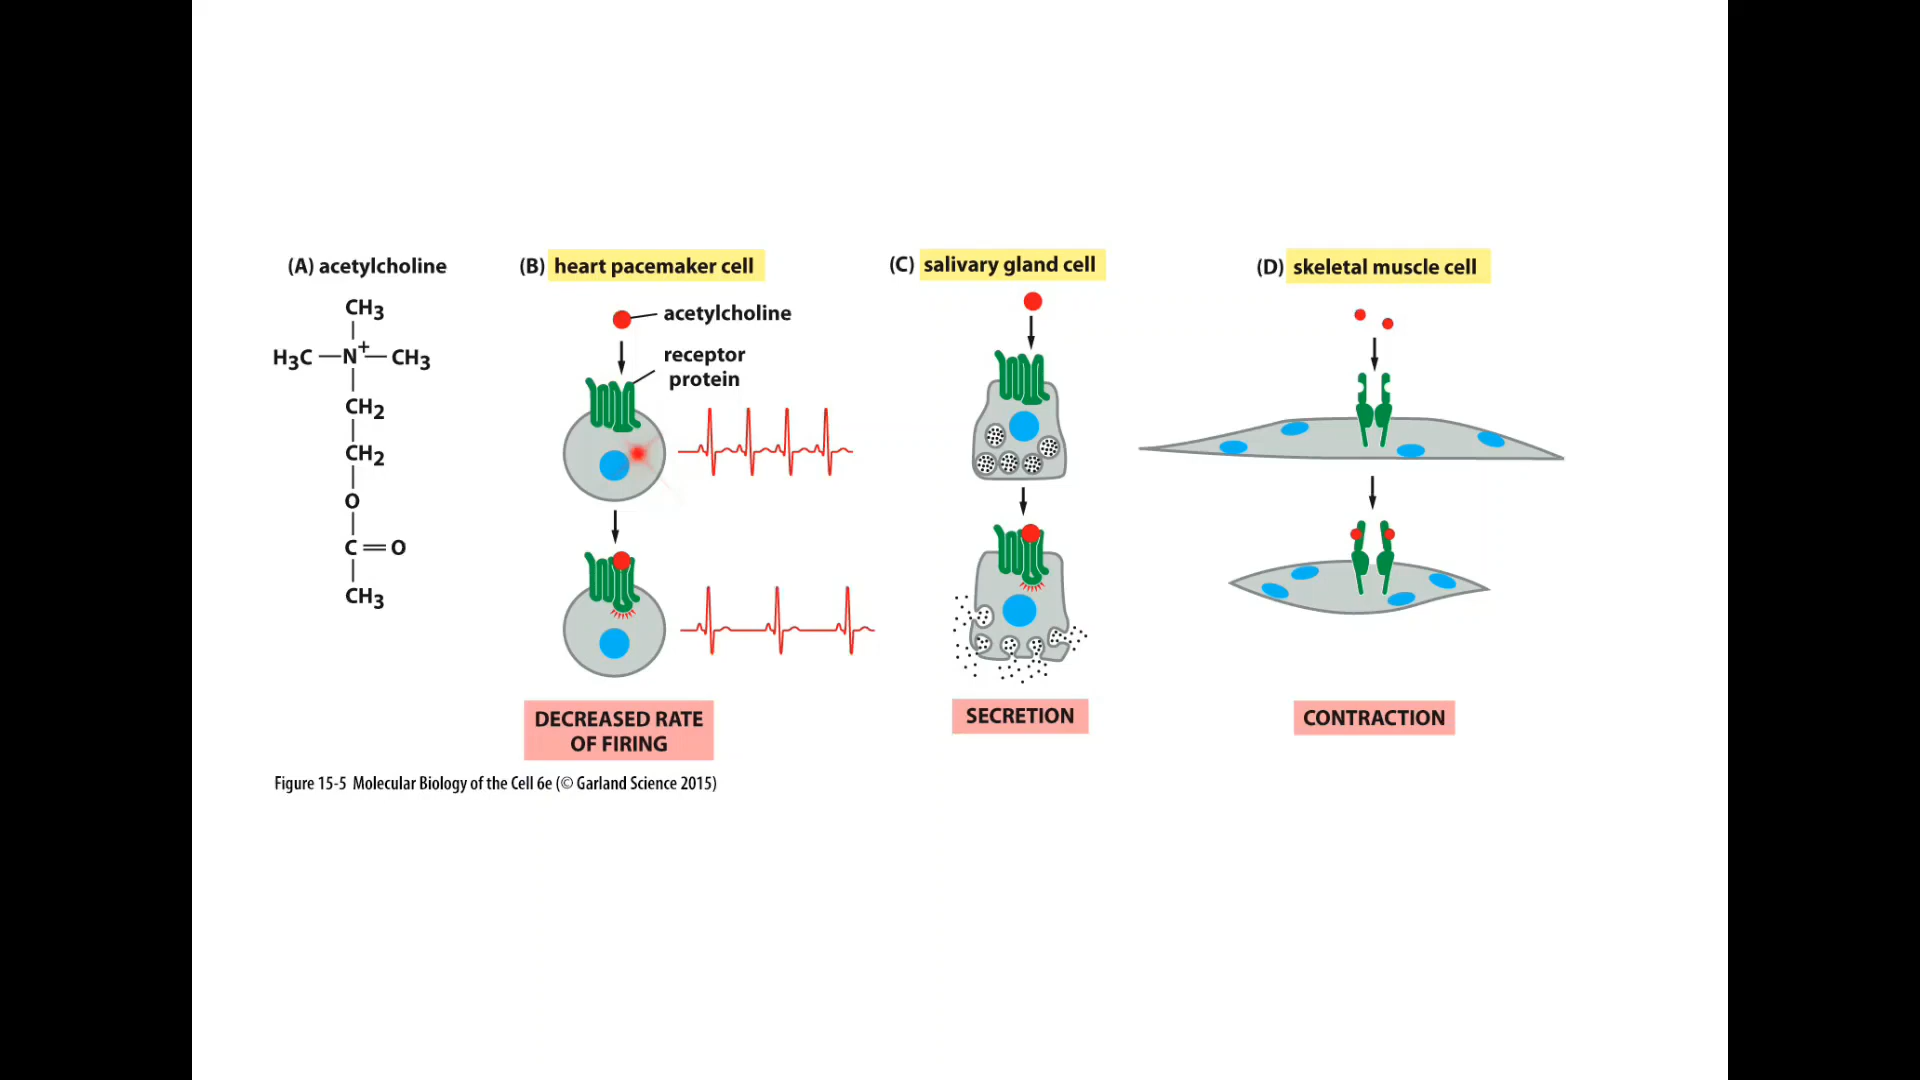 (A) acetylcholine
CH3
H3C—N+—CH3
CH2
CH2
O
C=O
CH3
(B) heart pacemaker cell
acetylcholine
receptor
protein
DECREASED RATE
OF FIRING
(C) salivary gland cell
SECRETION
(D) skeletal muscle cell
CONTRACTION
Figure 15-5 Molecular Biology of the Cell 6e (© Garland Science 2015)